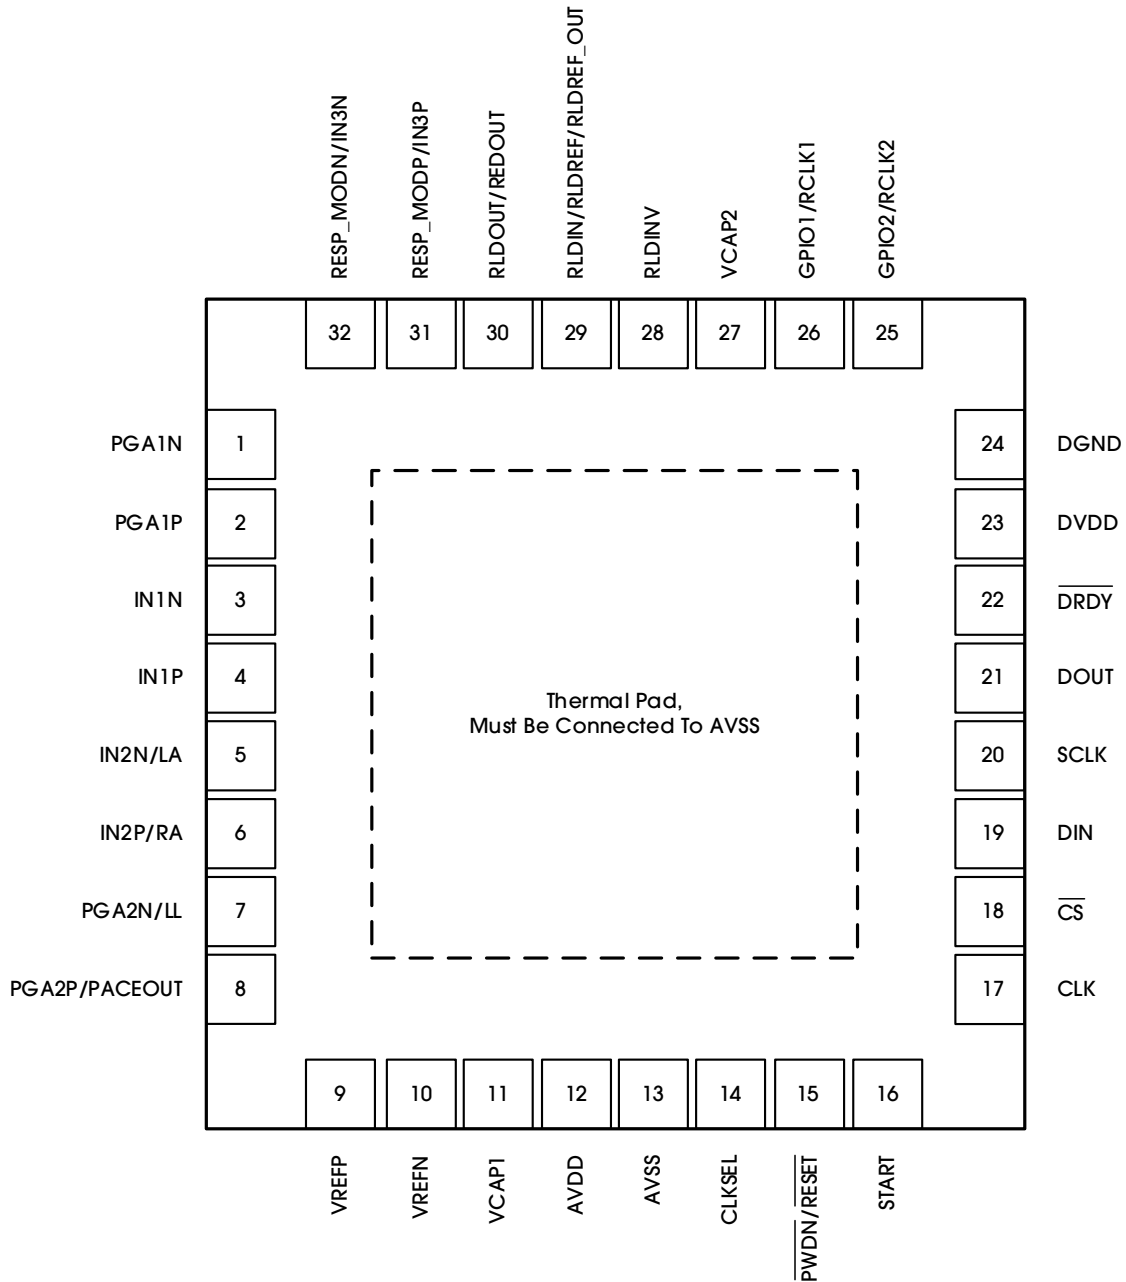 RESP_MODN/IN3N
RESP_MODP/IN3P
RLDOUT/REDOUT
RLDIN/RLDREF/RLDREF_OUT
RLDINV
VCAP2
GPIO1/RCLK1
GPIO2/RCLK2
32
31
30
29
28
27
26
25
PGA1N 1
PGA1P 2
IN1N 3
IN1P 4
IN2N/LA 5
IN2P/RA 6
PGA2N/LL 7
PGA2P/PACEOUT 8
Thermal Pad,
Must Be Connected To AVSS
24 DGND
23 DVDD
22 D̅R̅D̅Y̅
21 DOUT
20 SCLK
19 DIN
18 C̅S̅
17 CLK
9
10
11
12
13
14
15
16
VREFP
VREFN
VCAP1
AVDD
AVSS
CLKSEL
P̅W̅D̅N̅/R̅E̅S̅E̅T̅
START